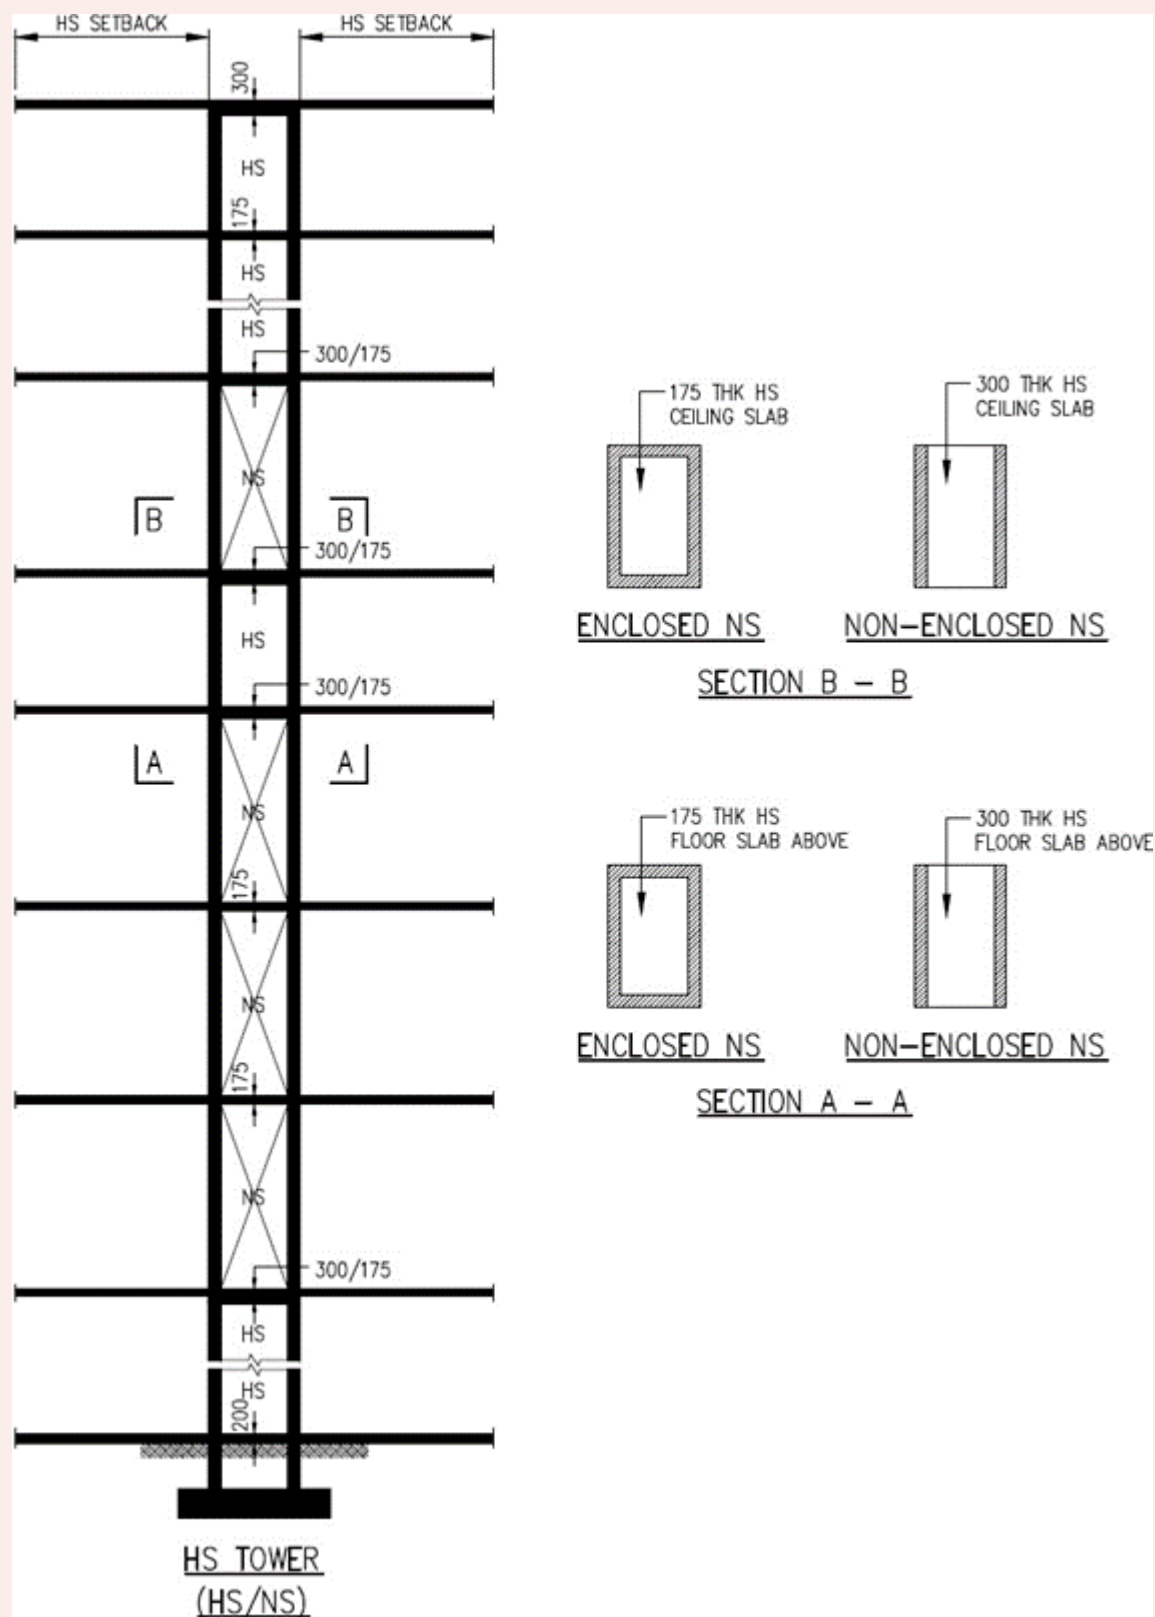 HS SETBACK
HS SETBACK
300
HS
175
HS
HS
300/175
NS
B
B
300/175
HS
300/175
A
A
NS
175
NS
175
NS
300/175
HS
HS
200
HS TOWER
(HS/NS)
175 THK HS
CEILING SLAB
300 THK HS
CEILING SLAB
ENCLOSED NS
NON-ENCLOSED NS
SECTION B - B
175 THK HS
FLOOR SLAB ABOVE
300 THK HS
FLOOR SLAB ABOVE
ENCLOSED NS
NON-ENCLOSED NS
SECTION A - A